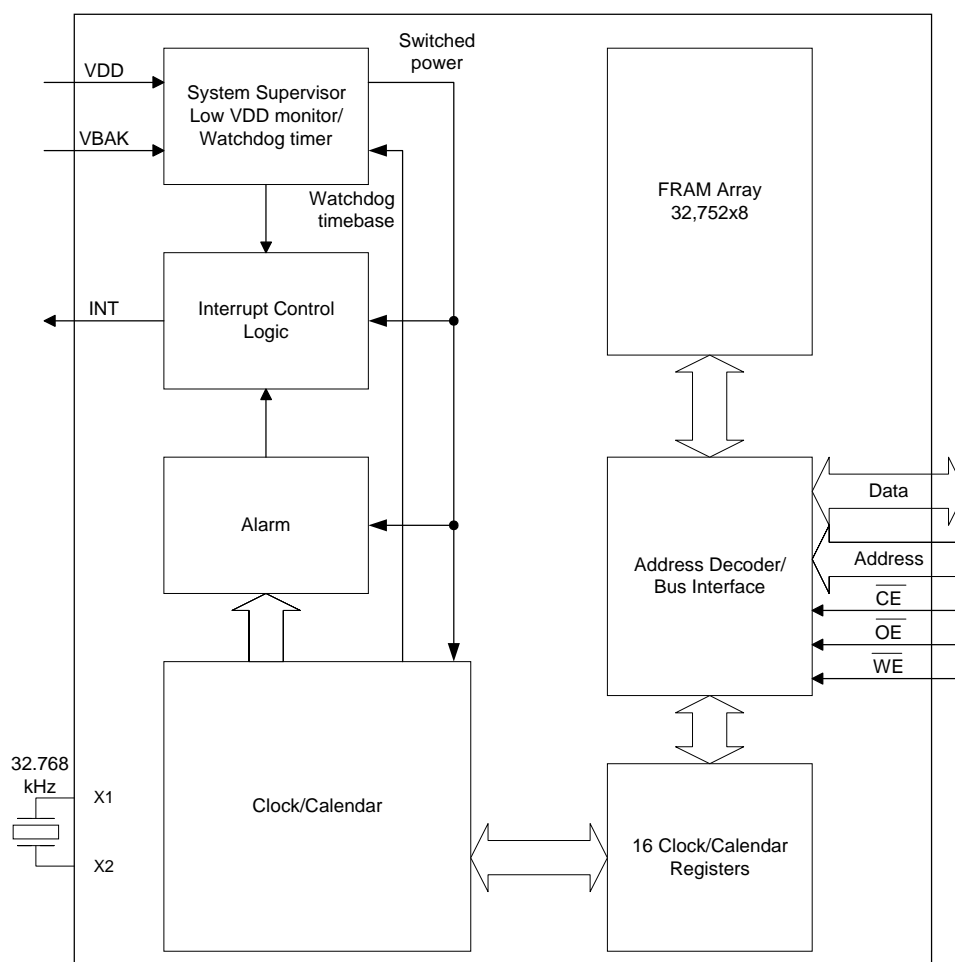 Switched
power
VDD
System Supervisor
Low VDD monitor/
Watchdog timer
VBAK
Watchdog
timebase
FRAM Array
32,752x8
INT
Interrupt Control
Logic
Alarm
Data
Address Decoder/
Bus Interface
Address
CE
OE
WE
32.768
kHz
X1
X2
Clock/Calendar
16 Clock/Calendar
Registers